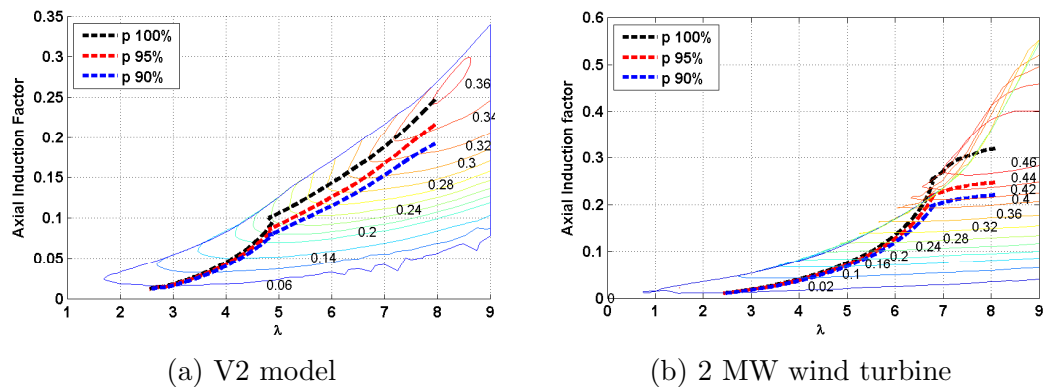 p 100%
p 95%
p 90%
Axial Induction Factor
0.35
0.3
0.25
0.2
0.15
0.1
0.05
0
0.36
0.34
0.32
0.3
0.28
0.24
0.2
0.14
0.06
1 2 3 4 5 6 7 8 9
λ
(a) V2 model
p 100%
p 95%
p 90%
Axial Induction factor
0.6
0.5
0.4
0.3
0.2
0.1
0.0
0.46
0.44
0.42
0.4
0.36
0.32
0.28
0.24
0.2
0.16
0.1
0.02
0 1 2 3 4 5 6 7 8 9
λ
(b) 2 MW wind turbine